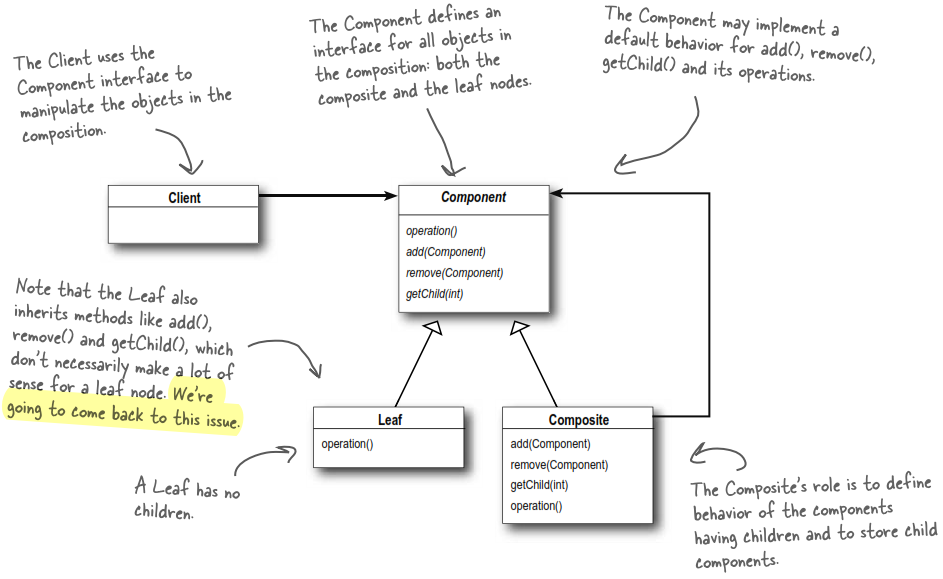 The Client uses the
Component interface to
manipulate the objects in the
composition.
The Component defines an
interface for all objects in
the composition: both the
composite and the leaf nodes.
The Component may implement a
default behavior for add(), remove(),
getChild() and its operations.
Client
Component
operation()
add(Component)
remove(Component)
getChild(int)
Note that the Leaf also
inherits methods like add(),
remove() and getChild(), which
don't necessarily make a lot of
sense for a leaf node. We're
going to come back to this issue.
Leaf
operation()
A Leaf has no
children.
Composite
add(Component)
remove(Component)
getChild(int)
operation()
The Composite's role is to define
behavior of the components
having children and to store child
components.